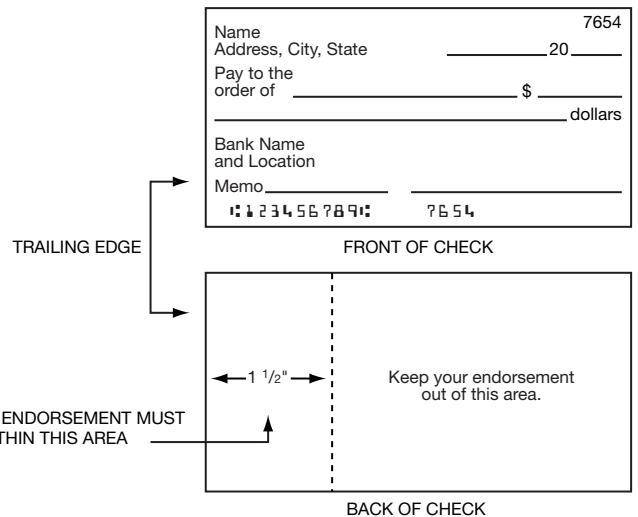 7654
Name
Address, City, State 20
Pay to the
order of $
dollars
Bank Name
and Location
Memo
⑆123456789⑆ 7654
FRONT OF CHECK
TRAILING EDGE
1 1/2"
Keep your endorsement
out of this area.
ENDORSEMENT MUST
THIN THIS AREA
BACK OF CHECK